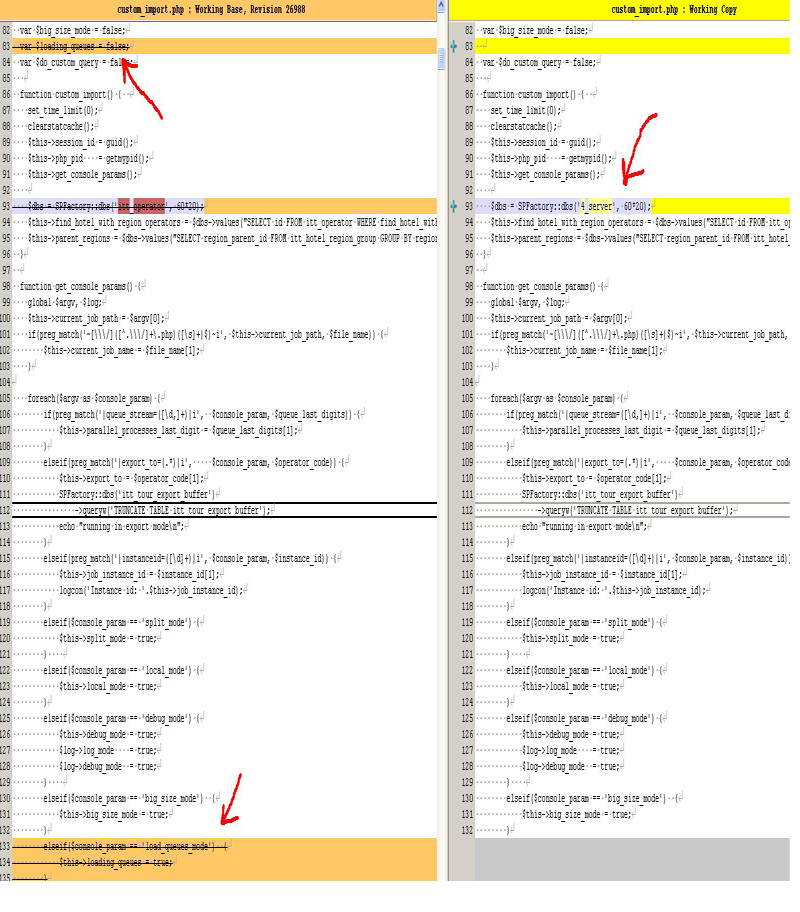 custom_import.php : Working Base, Revision 26988
82 var $big_size_mode = false;
83 var $loading_queues = false;
84 var $do_custom_query = false;
85
86 function custom_import() {
87 set_time_limit(0);
88 clearstatcache();
89 $this->session_id = guid();
90 $this->php_pid = getmypid();
91 $this->get_console_params();
92
93 $dbs = SPFactory::dbs('itt_operator', 60*20);
94 $this->find_hotel_with_region_operators = $dbs->values("SELECT id FROM itt_operator WHERE find_hotel_with
95 $this->parent_regions = $dbs->values("SELECT region_parent_id FROM itt_hotel_region_group GROUP BY region
96 }
97
98 function get_console_params() {
99 global $argv, $log;
100 $this->current_job_path = $argv[0];
101 if(preg_match('~[\\\/]([^.\\\/]+\.php)([\s]+|$)~i', $this->current_job_path, $file_name)) {
102 $this->current_job_name = $file_name[1];
103 }
104
105 foreach($argv as $console_param) {
106 if(preg_match('|queue_stream=([\d,]+)|i', $console_param, $queue_last_digits)) {
107 $this->parallel_processes_last_digit = $queue_last_digits[1];
108 }
109 elseif(preg_match('|export_to=(.*)|i', $console_param, $operator_code)) {
110 $this->export_to = $operator_code[1];
111 SPFactory::dbs('itt_tour_export_buffer')
112 ->queryw('TRUNCATE TABLE itt_tour_export_buffer');
113 echo "running in export mode\n";
114 }
115 elseif(preg_match('|instanceid=([\d]+)|i', $console_param, $instance_id)) {
116 $this->job_instance_id = $instance_id[1];
117 logcon('Instance id: '.$this->job_instance_id);
118 }
119 elseif($console_param == 'split_mode') {
120 $this->split_mode = true;
121 }
122 elseif($console_param == 'local_mode') {
123 $this->local_mode = true;
124 }
125 elseif($console_param == 'debug_mode') {
126 $this->debug_mode = true;
127 $log->log_mode = true;
128 $log->debug_mode = true;
129 }
130 elseif($console_param == 'big_size_mode') {
131 $this->big_size_mode = true;
132 }
133 elseif($console_param == 'load_queues_mode') {
134 $this->loading_queues = true;
135 }
custom_import.php : Working Copy
82 var $big_size_mode = false;
83
84 var $do_custom_query = false;
85
86 function custom_import() {
87 set_time_limit(0);
88 clearstatcache();
89 $this->session_id = guid();
90 $this->php_pid = getmypid();
91 $this->get_console_params();
92
93 $dbs = SPFactory::dbs('4_server', 60*20);
94 $this->find_hotel_with_region_operators = $dbs->values("SELECT id FROM itt
95 $this->parent_regions = $dbs->values("SELECT region_parent_id FROM itt_hot
96 }
97
98 function get_console_params() {
99 global $argv, $log;
100 $this->current_job_path = $argv[0];
101 if(preg_match('~[\\\/]([^.\\\/]+\.php)([\s]+|$)~i', $this->current_job_path,
102 $this->current_job_name = $file_name[1];
103 }
104
105 foreach($argv as $console_param) {
106 if(preg_match('|queue_stream=([\d,]+)|i', $console_param, $queue_last_di
107 $this->parallel_processes_last_digit = $queue_last_digits[1];
108 }
109 elseif(preg_match('|export_to=(.*)|i', $console_param, $operator_code
110 $this->export_to = $operator_code[1];
111 SPFactory::dbs('itt_tour_export_buffer')
112 ->queryw('TRUNCATE TABLE itt_tour_export_buffer');
113 echo "running in export mode\n";
114 }
115 elseif(preg_match('|instanceid=([\d]+)|i', $console_param, $instance_id))
116 $this->job_instance_id = $instance_id[1];
117 logcon('Instance id: '.$this->job_instance_id);
118 }
119 elseif($console_param == 'split_mode') {
120 $this->split_mode = true;
121 }
122 elseif($console_param == 'local_mode') {
123 $this->local_mode = true;
124 }
125 elseif($console_param == 'debug_mode') {
126 $this->debug_mode = true;
127 $log->log_mode = true;
128 $log->debug_mode = true;
129 }
130 elseif($console_param == 'big_size_mode') {
131 $this->big_size_mode = true;
132 }